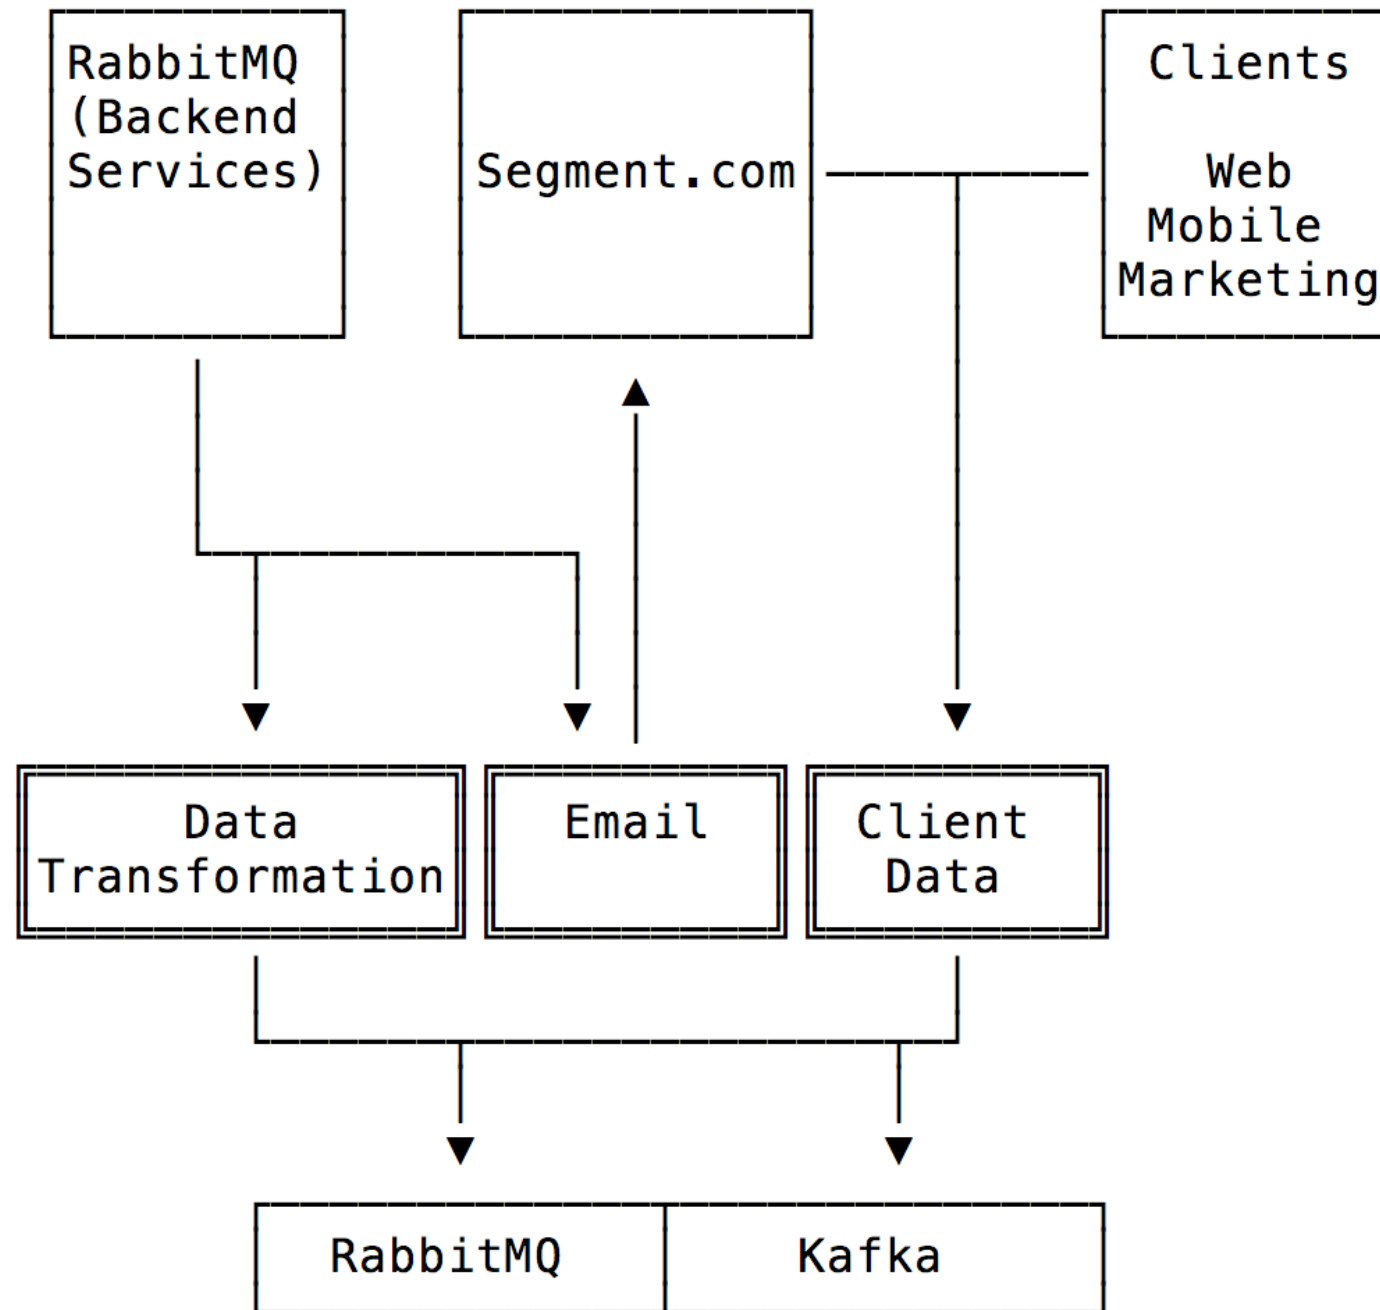 RabbitMQ
(Backend
Services)
Segment.com
Clients
Web
Mobile
Marketing
Data
Transformation
Email
Client
Data
RabbitMQ
Kafka